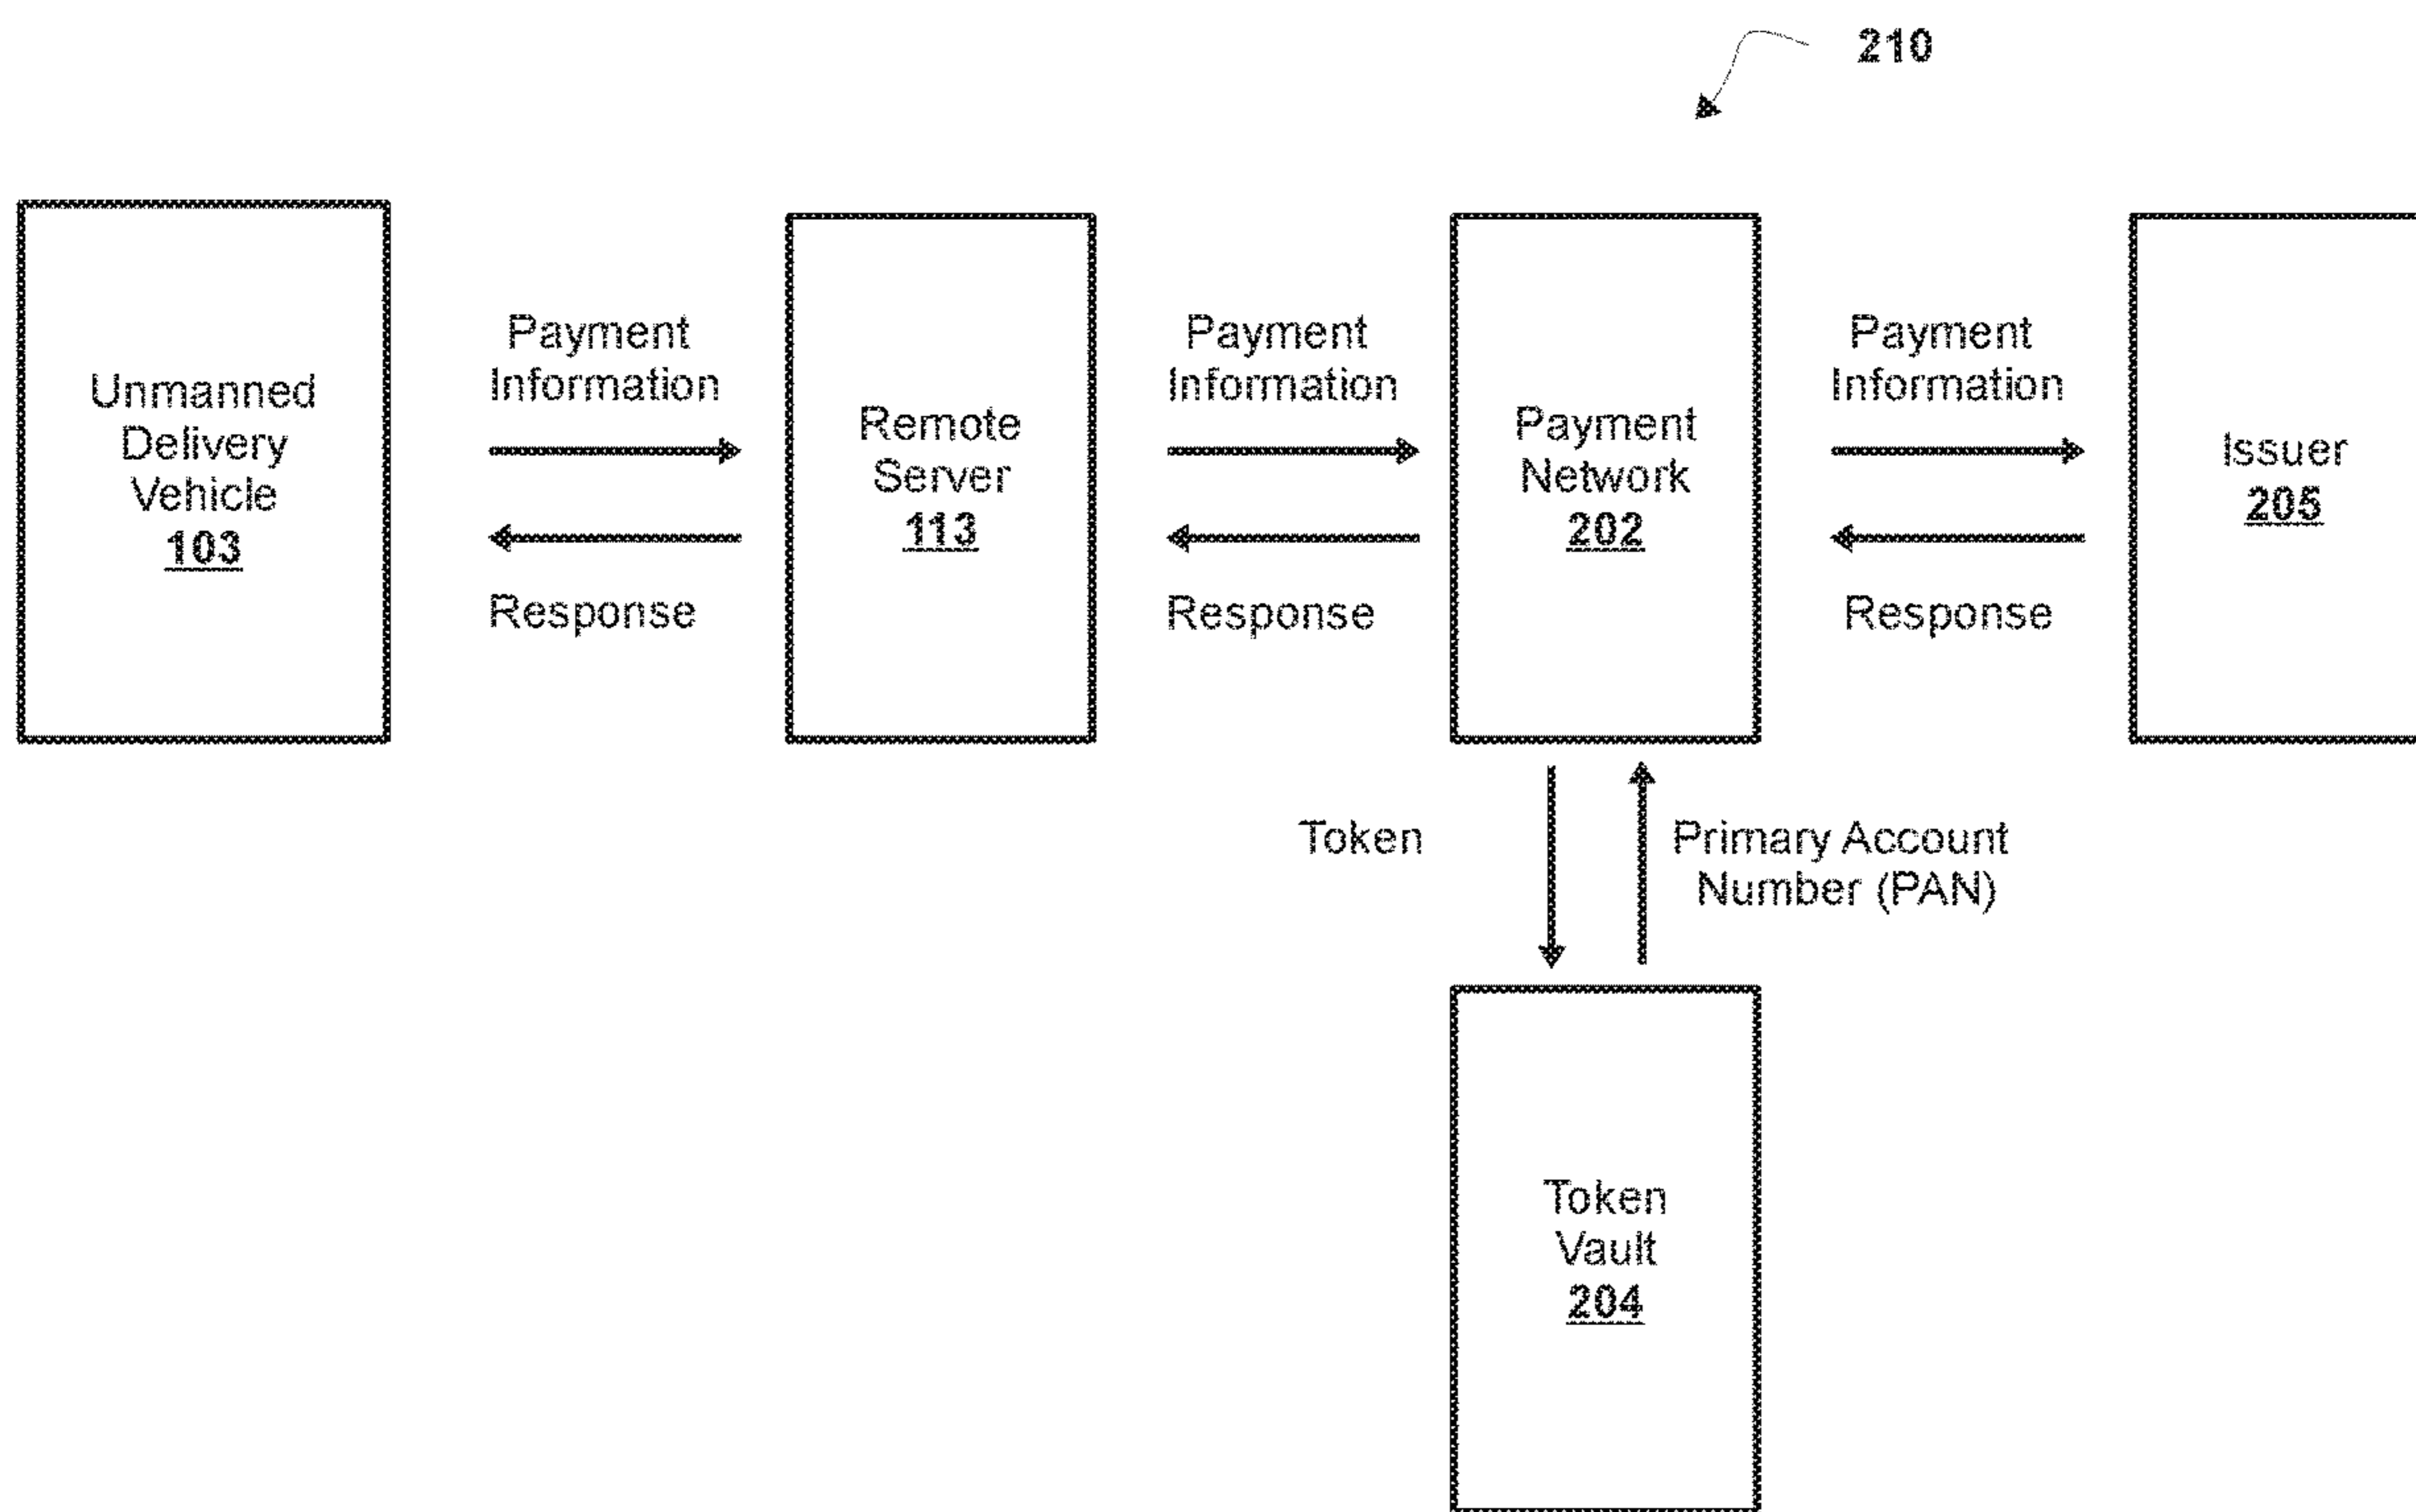 210
Unmanned
Delivery
Vehicle
103
Payment
Information
Response
Remote
Server
113
Payment
Information
Response
Payment
Network
202
Payment
Information
Response
Issuer
205
Token
Primary Account
Number (PAN)
Token
Vault
204